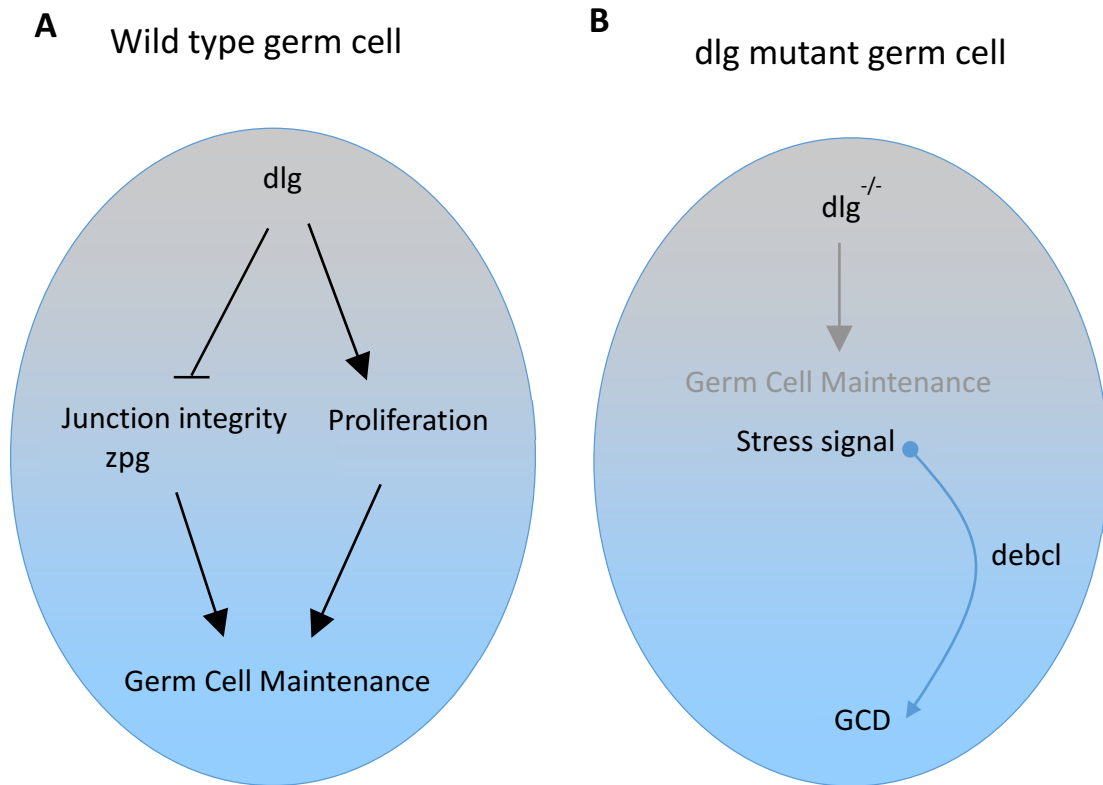 A
Wild type germ cell
dlg
Junction integrity
zpg
Proliferation
Germ Cell Maintenance
B
dlg mutant germ cell
dlg-/-
Germ Cell Maintenance
Stress signal
debcl
GCD